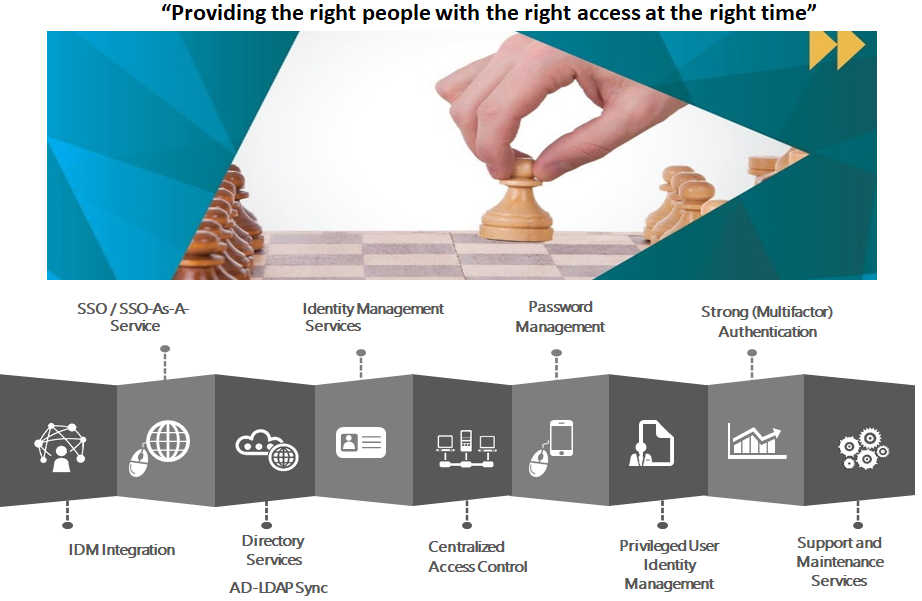 “Providing the right people with the right access at the right time”
SSO / SSO-As-A-
Service
Identity Management
Services
Password
Management
Strong (Multifactor)
Authentication
IDM Integration
Directory
Services
AD-LDAP Sync
Centralized
Access Control
Privileged User
Identity
Management
Support and
Maintenance
Services